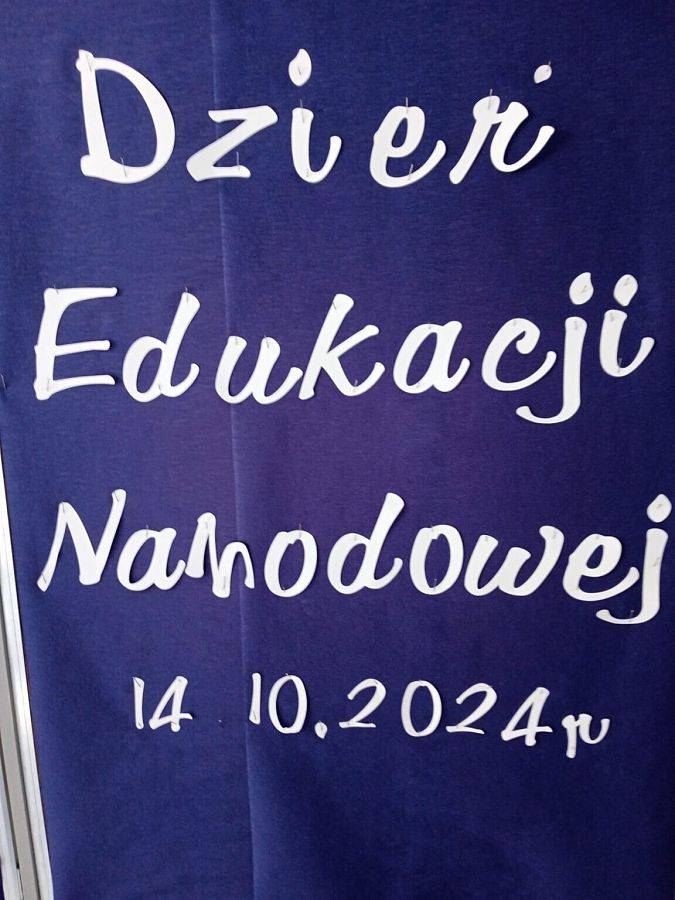 Dzień
Edukacji
Narodowej
14 10.2024r